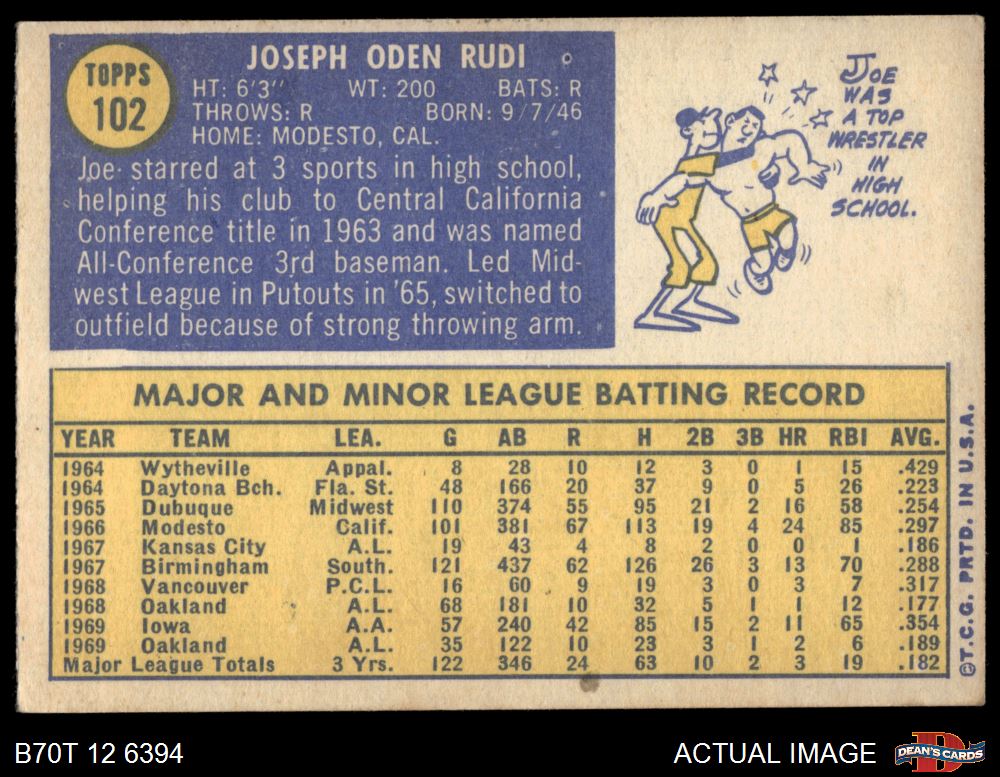 TOPPS
102
JOSEPH ODEN RUDI
HT: 6'3" WT: 200 BATS: R
THROWS: R BORN: 9/7/46
HOME: MODESTO, CAL.
Joe starred at 3 sports in high school,
helping his club to Central California
Conference title in 1963 and was named
All-Conference 3rd baseman. Led Mid-
west League in Putouts in '65, switched to
outfield because of strong throwing arm.
JOE
WAS
A TOP
WRESTLER
IN
HIGH
SCHOOL.
MAJOR AND MINOR LEAGUE BATTING RECORD
YEAR TEAM LEA. G AB R H 2B 3B HR RBI AVG.
1964 Wytheville Appal. 8 28 10 12 3 0 1 15 .429
1964 Daytona Bch. Fla. St. 48 166 20 37 9 0 5 26 .223
1965 Dubuque Midwest 110 374 55 95 21 2 16 58 .254
1966 Modesto Calif. 101 381 67 113 19 4 24 85 .297
1967 Kansas City A.L. 19 43 4 8 2 0 0 1 .186
1967 Birmingham South. 121 437 62 126 26 3 13 70 .288
1968 Vancouver P.C.L. 16 60 9 19 3 0 3 7 .317
1968 Oakland A.L. 68 181 10 32 5 1 1 12 .177
1969 Iowa A.A. 57 240 42 85 15 2 11 65 .354
1969 Oakland A.L. 35 122 10 23 3 1 2 6 .189
Major League Totals 3 Yrs. 122 346 24 63 10 2 3 19 .182
©T.C.G. PRTD. IN U.S.A.
B70T 12 6394
ACTUAL IMAGE
DEAN'S CARDS